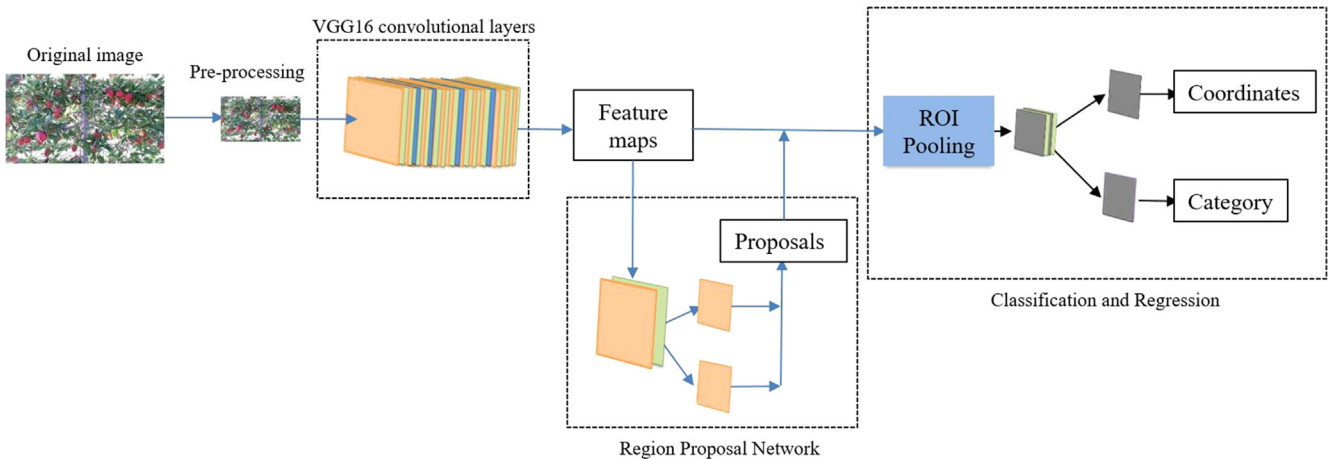 Original image
Pre-processing
VGG16 convolutional layers
Feature
maps
Proposals
Region Proposal Network
ROI
Pooling
Coordinates
Category
Classification and Regression